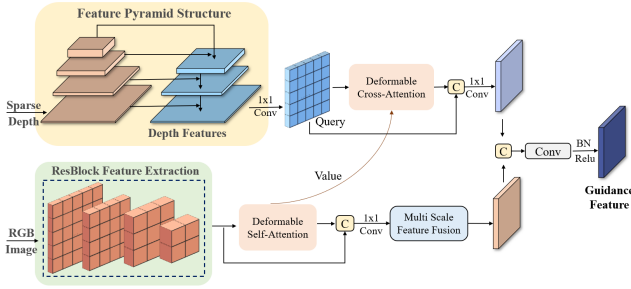 Feature Pyramid Structure
Sparse
Depth
Depth Features
1x1
Conv
Query
Deformable
Cross-Attention
C
1x1
Conv
Value
C
Conv
BN
Relu
Guidance
Feature
ResBlock Feature Extraction
RGB
Image
Deformable
Self-Attention
C
1x1
Conv
Multi Scale
Feature Fusion